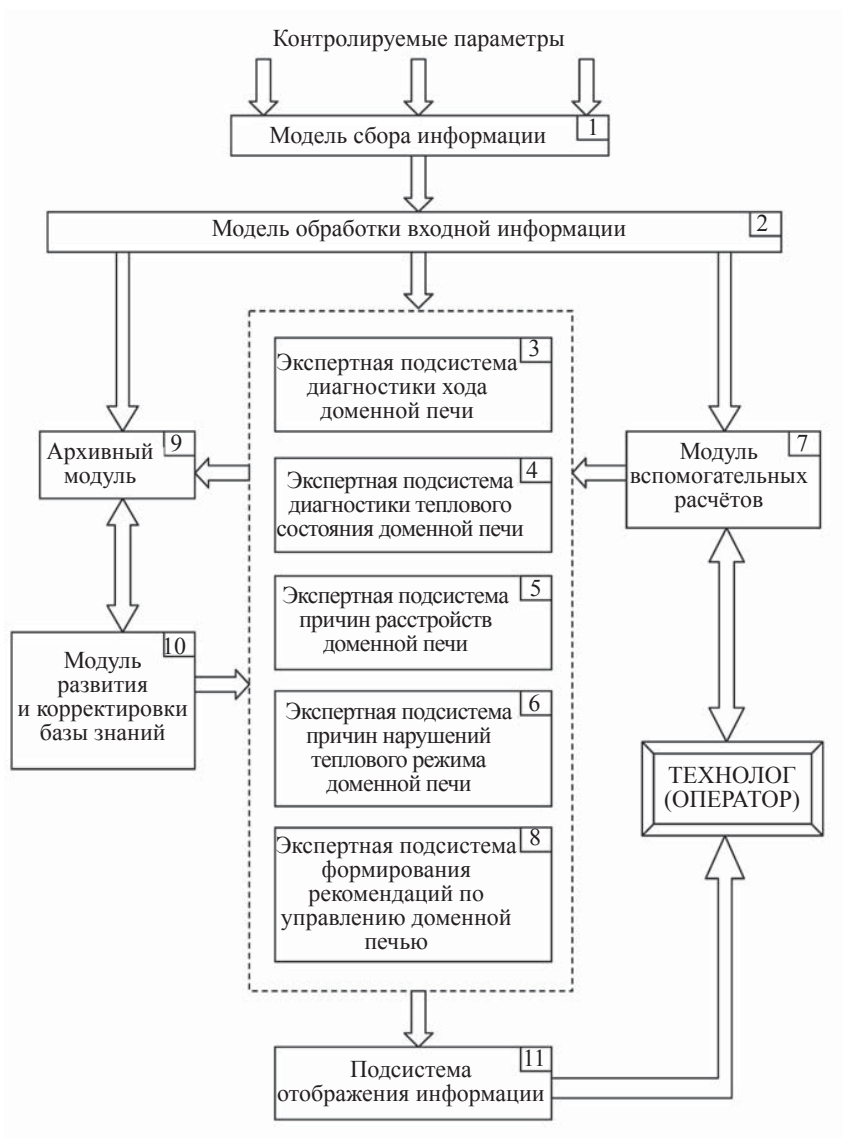 Контролируемые параметры
Модель сбора информации
1
Модель обработки входной информации
2
3
Экспертная подсистема
диагностики хода
доменной печи
Архивный
модуль
9
4
Экспертная подсистема
диагностики теплового
состояния доменной печи
Модуль
вспомогательных
расчётов
7
5
Экспертная подсистема
причин расстройств
доменной печи
10
Модуль
развития
и корректировки
базы знаний
6
Экспертная подсистема
причин нарушений
теплового режима
доменной печи
ТЕХНОЛОГ
(ОПЕРАТОР)
8
Экспертная подсистема
формирования
рекомендаций по
управлению доменной
печью
11
Подсистема
отображения информации